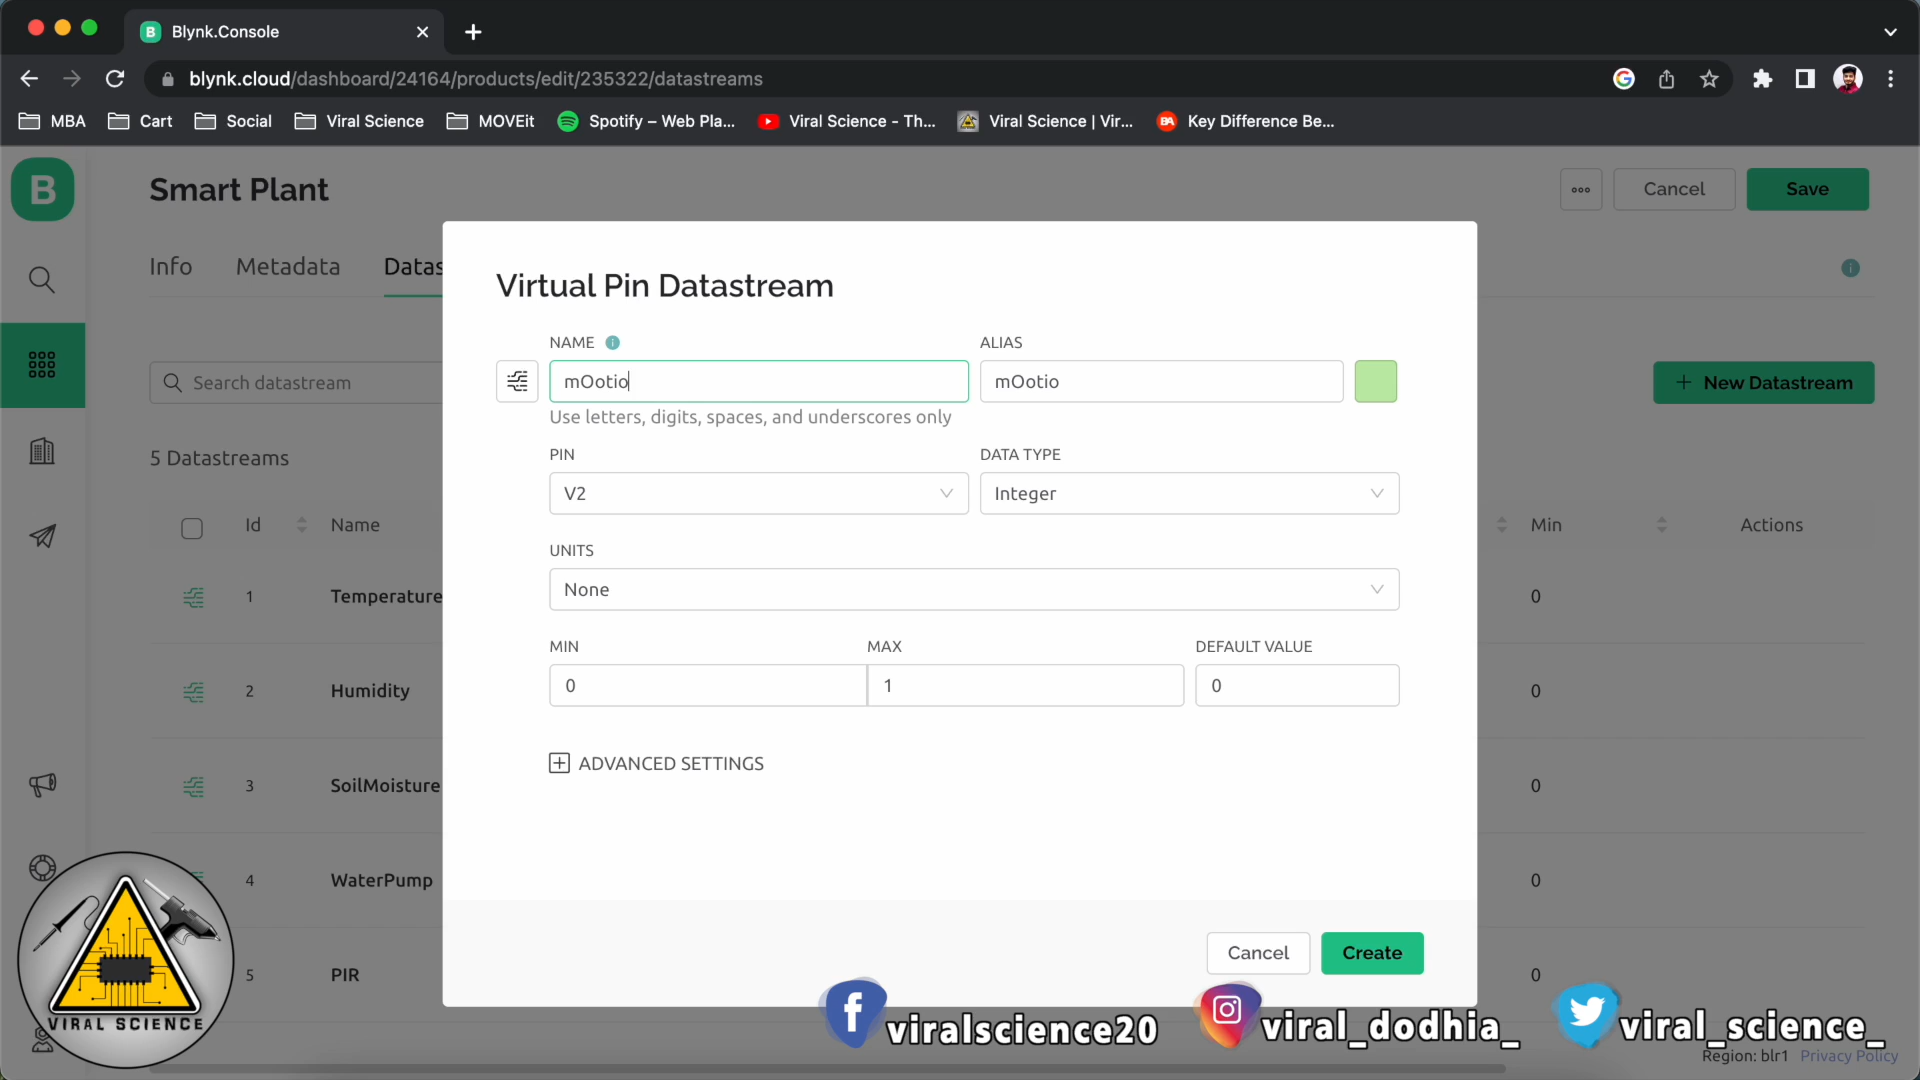 B Blynk.Console
blynk.cloud/dashboard/24164/products/edit/235322/datastreams
MBA Cart Social Viral Science MOVEit Spotify – Web Pla... Viral Science - Th... Viral Science | Vir... BA Key Difference Be...
B Smart Plant Cancel Save
Info Metadata Datas
Virtual Pin Datastream
NAME ALIAS
mOotio mOotio
Use letters, digits, spaces, and underscores only
Search datastream + New Datastream
PIN DATA TYPE
V2 Integer
5 Datastreams
Id Name Min Actions
UNITS
None
1 Temperature 0
MIN MAX DEFAULT VALUE
0 1 0
2 Humidity 0
ADVANCED SETTINGS
3 SoilMoisture 0
4 WaterPump 0
Cancel Create
5 PIR 0
VIRAL SCIENCE
viralscience20 viral_dodhia_ viral_science_
Region: blr1 Privacy Policy